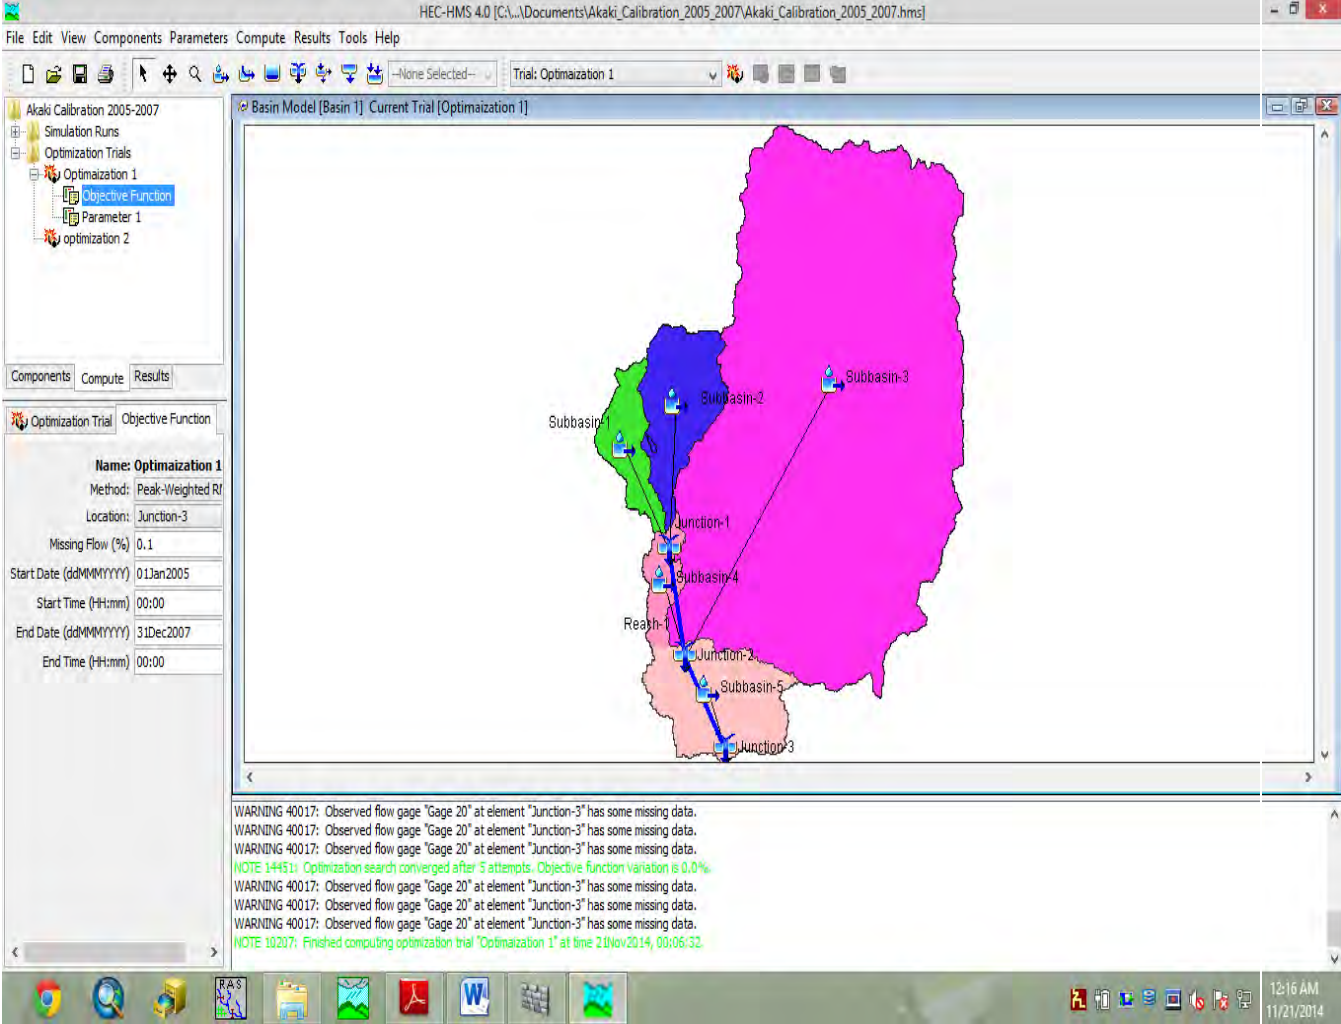 HEC-HMS 4.0 [C:\...\Documents\Akaki_Calibration_2005_2007\Akaki_Calibration_2005_2007.hms]
File Edit View Components Parameters Compute Results Tools Help
--None Selected-- Trial: Optimaization 1
Akaki Calibration 2005-2007
Simulation Runs
Optimization Trials
Optimaization 1
Objective Function
Parameter 1
optimization 2
Components Compute Results
Optimization Trial Objective Function
Name: Optimaization 1
Method: Peak-Weighted RM
Location: Junction-3
Missing Flow (%) 0.1
Start Date (ddMMMYYYY) 01Jan2005
Start Time (HH:mm) 00:00
End Date (ddMMMYYYY) 31Dec2007
End Time (HH:mm) 00:00
Basin Model [Basin 1] Current Trial [Optimaization 1]
Subbasin-3
Subbasin-2
Subbasin-1
Junction-1
Subbasin-4
Reach-1
Junction-2
Subbasin-5
Junction-3
WARNING 40017: Observed flow gage "Gage 20" at element "Junction-3" has some missing data.
WARNING 40017: Observed flow gage "Gage 20" at element "Junction-3" has some missing data.
WARNING 40017: Observed flow gage "Gage 20" at element "Junction-3" has some missing data.
NOTE 14451: Optimization search converged after 5 attempts. Objective function variation is 0.0%.
WARNING 40017: Observed flow gage "Gage 20" at element "Junction-3" has some missing data.
WARNING 40017: Observed flow gage "Gage 20" at element "Junction-3" has some missing data.
WARNING 40017: Observed flow gage "Gage 20" at element "Junction-3" has some missing data.
NOTE 10207: Finished computing optimization trial "Optimaization 1" at time 21Nov2014, 00:06:32.
RAS
12:16 AM
11/21/2014